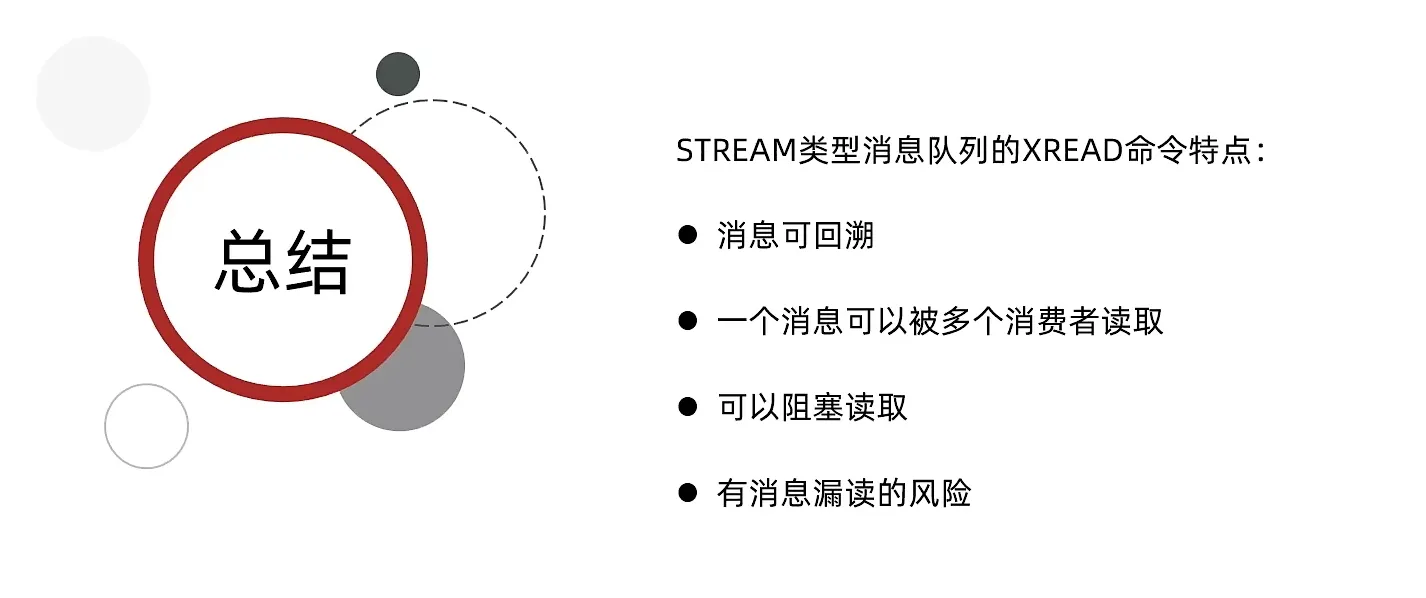 总结
STREAM类型消息队列的XREAD命令特点：
● 消息可回溯
● 一个消息可以被多个消费者读取
● 可以阻塞读取
● 有消息漏读的风险